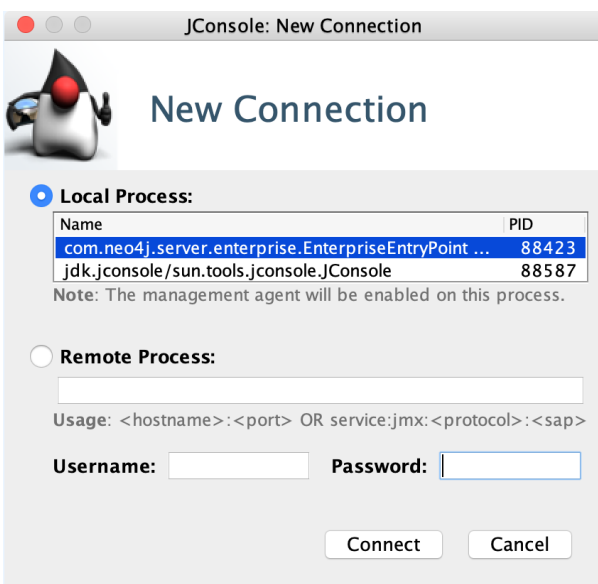 JConsole: New Connection
New Connection
Local Process:
Name PID
com.neo4j.server.enterprise.EnterpriseEntryPoint ... 88423
jdk.jconsole/sun.tools.jconsole.JConsole 88587
Note: The management agent will be enabled on this process.
Remote Process:
Usage: <hostname>:<port> OR service:jmx:<protocol>:<sap>
Username: Password:
Connect Cancel